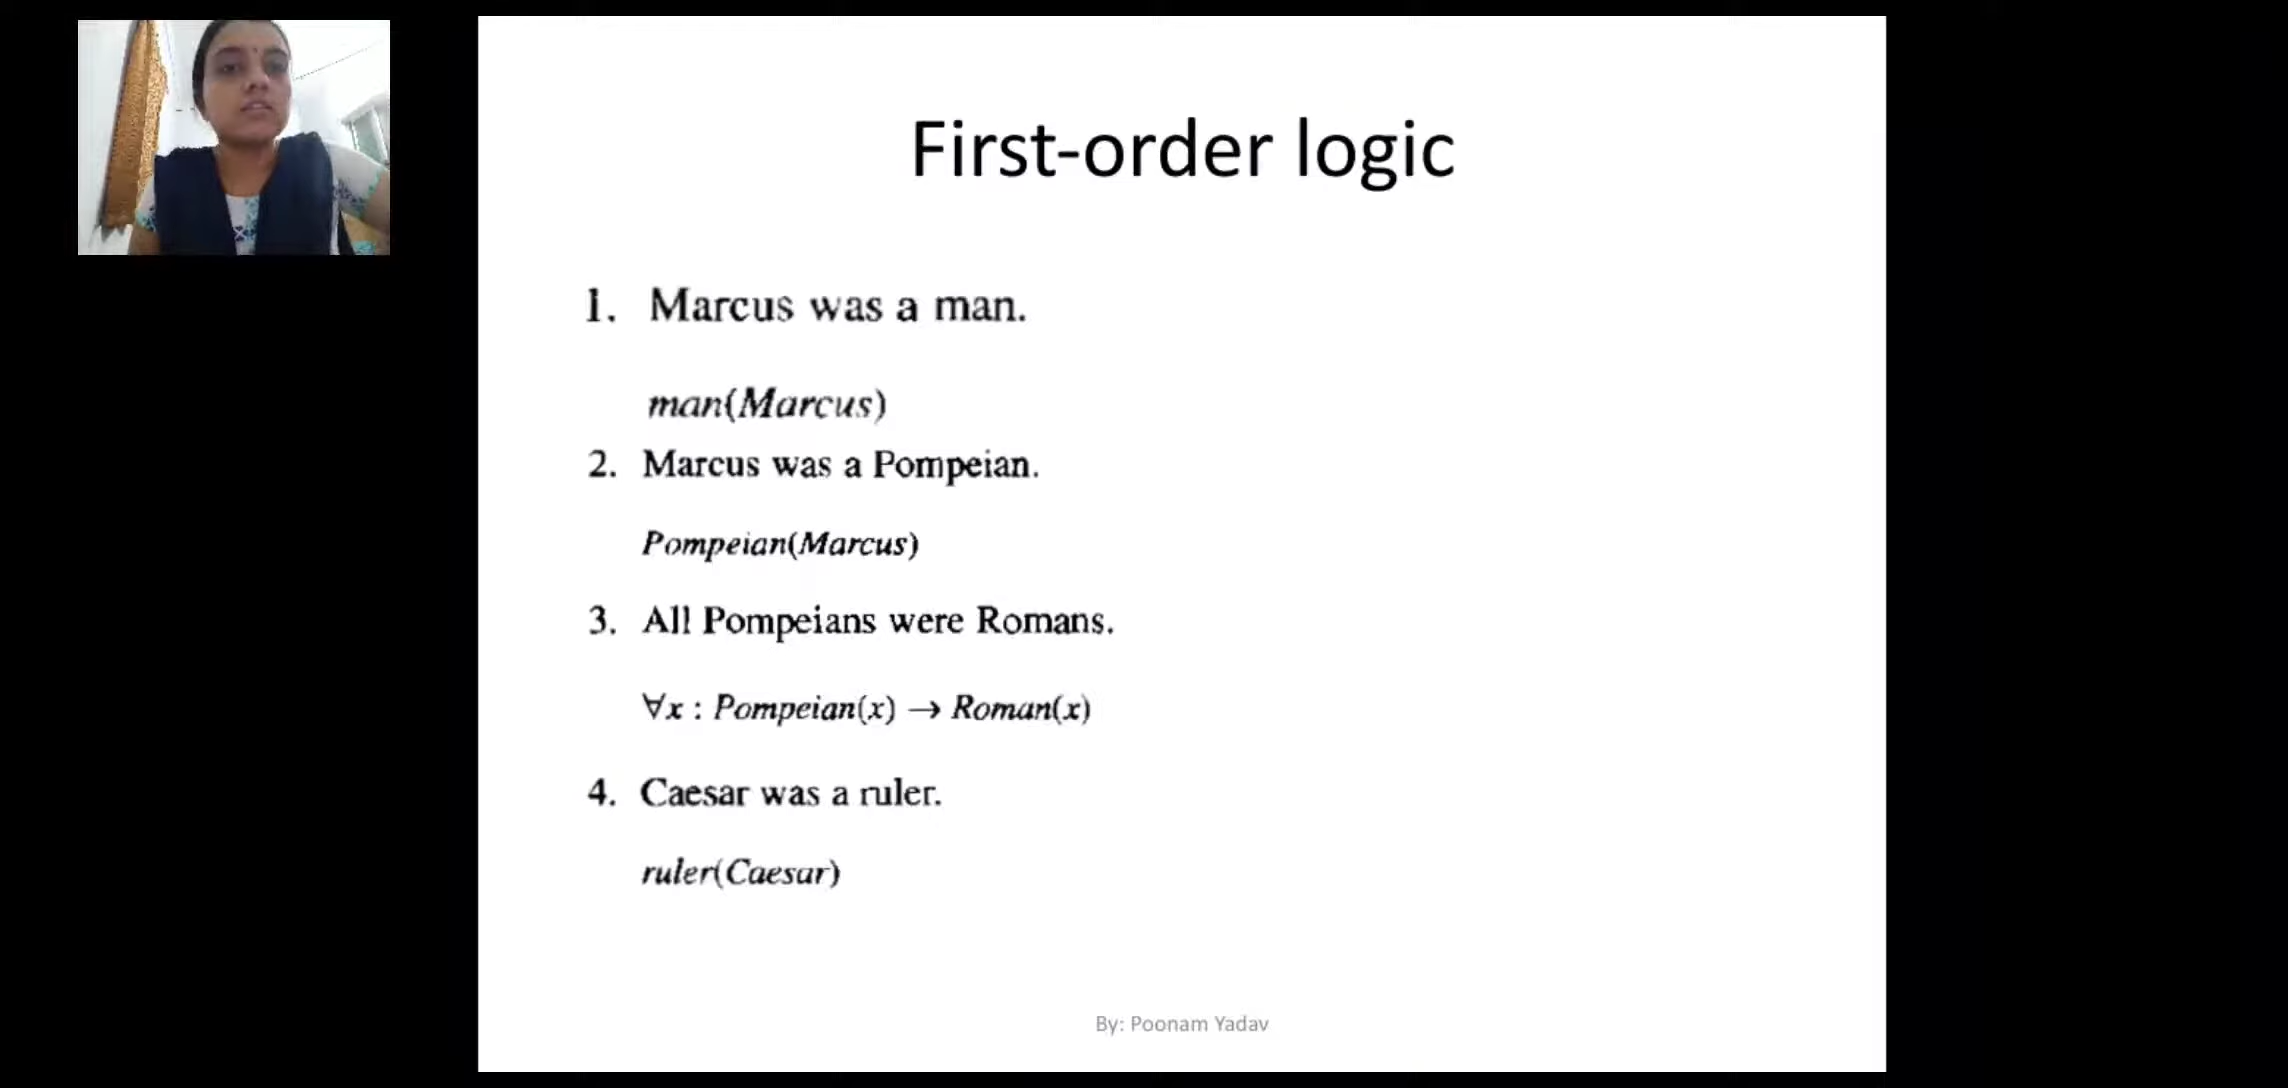 First-order logic
1. Marcus was a man.
man(Marcus)
2. Marcus was a Pompeian.
Pompeian(Marcus)
3. All Pompeians were Romans.
∀x : Pompeian(x) → Roman(x)
4. Caesar was a ruler.
ruler(Caesar)
By: Poonam Yadav